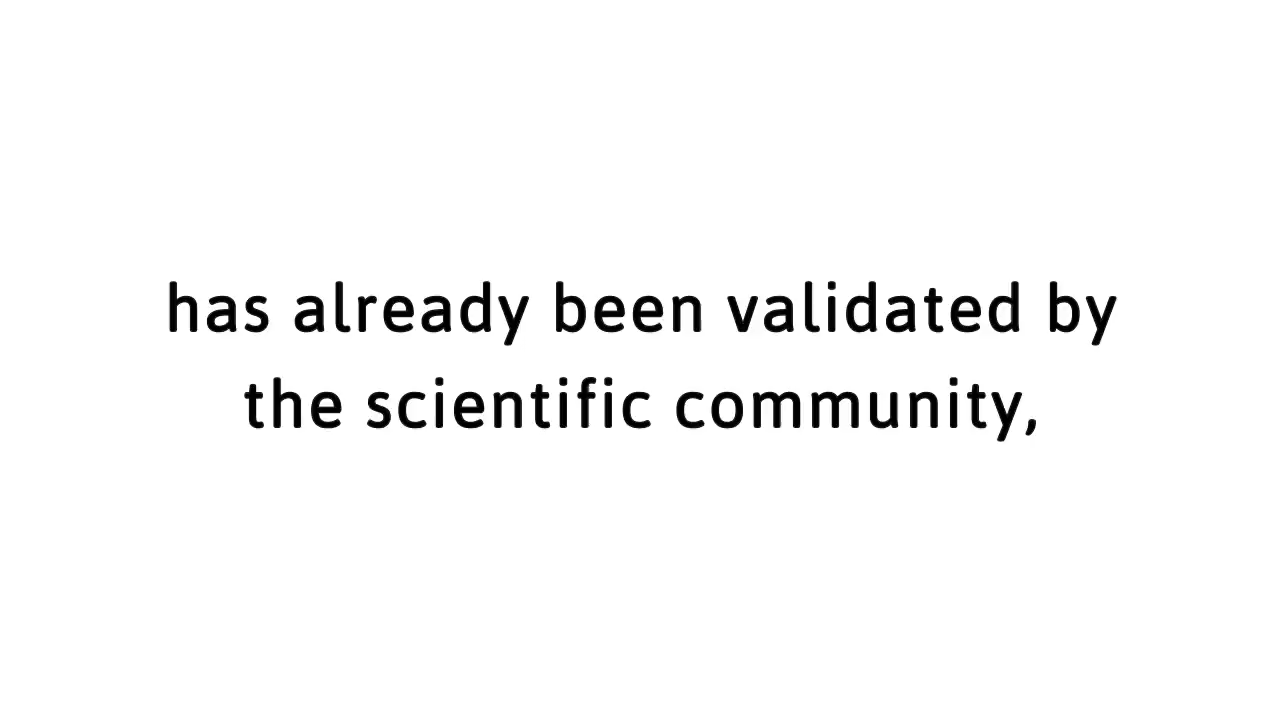 has already been validated by
the scientific community,